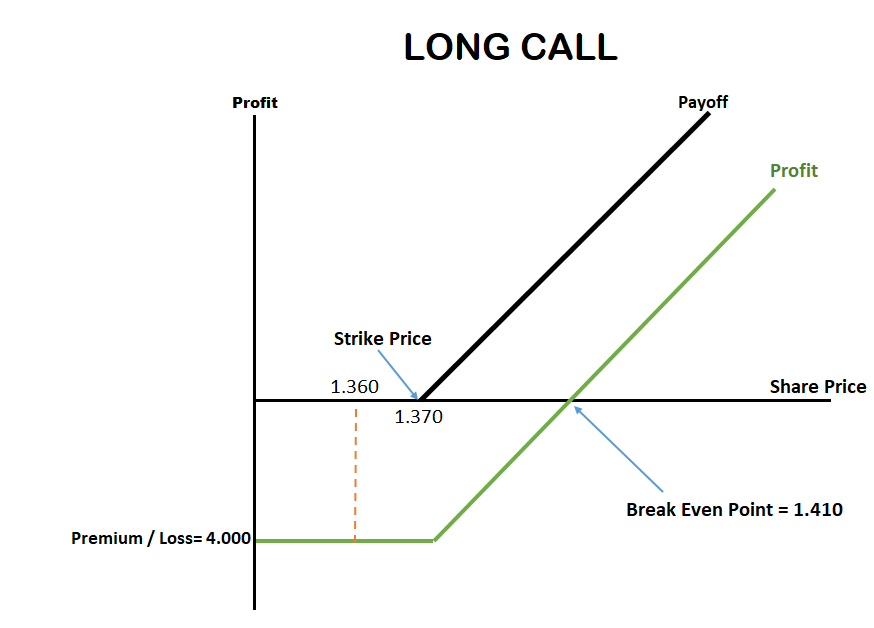 LONG CALL
Profit
Payoff
Profit
Strike Price
1.360
Share Price
1.370
Break Even Point = 1.410
Premium / Loss= 4.000